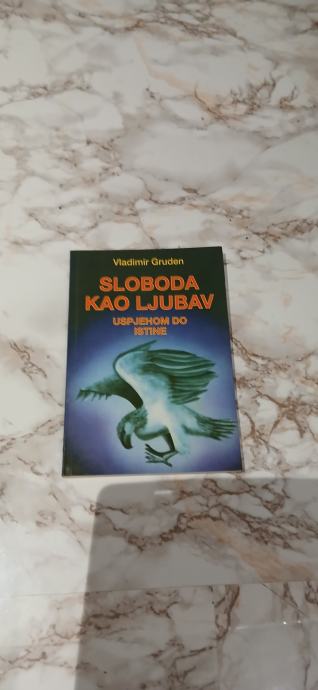 Vladimir Gruden
SLOBODA
KAO LJUBAV
USPJEHOM DO
ISTINE